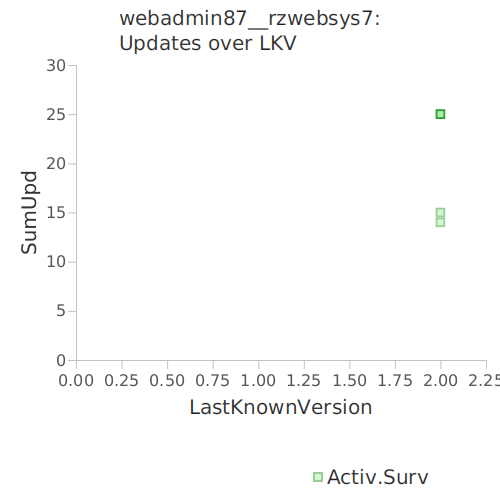 webadmin87__rzwebsys7:
Updates over LKV
30
25
20
15
10
5
0
SumUpd
0.00 0.25 0.50 0.75 1.00 1.25 1.50 1.75 2.00 2.25
LastKnownVersion
Activ.Surv